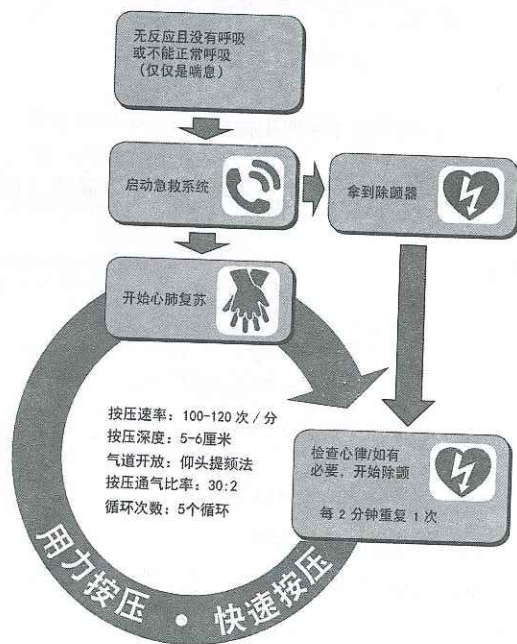 无反应且没有呼吸
或不能正常呼吸
（仅仅是喘息）
启动急救系统
拿到除颤器
开始心肺复苏
按压速率：100-120 次 / 分
按压深度：5-6厘米
气道开放：仰头提颏法
按压通气比率：30:2
循环次数：5个循环
检查心律/如有
必要，开始除颤
每 2 分钟重复 1 次
用力按压 • 快速按压